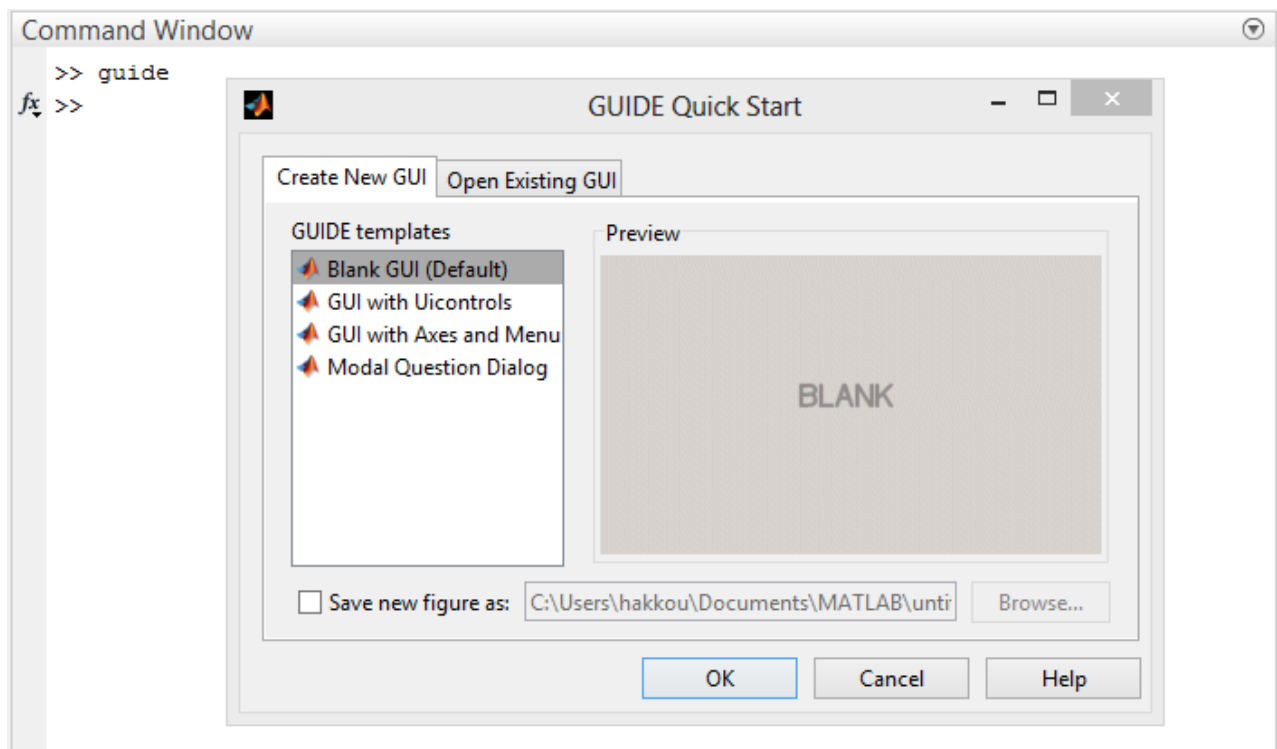 Command Window
>> guide
fx >>
GUIDE Quick Start
Create New GUI
Open Existing GUI
GUIDE templates
Preview
Blank GUI (Default)
GUI with Uicontrols
GUI with Axes and Menu
Modal Question Dialog
BLANK
Save new figure as: C:\Users\hakkou\Documents\MATLAB\unti Browse...
OK Cancel Help